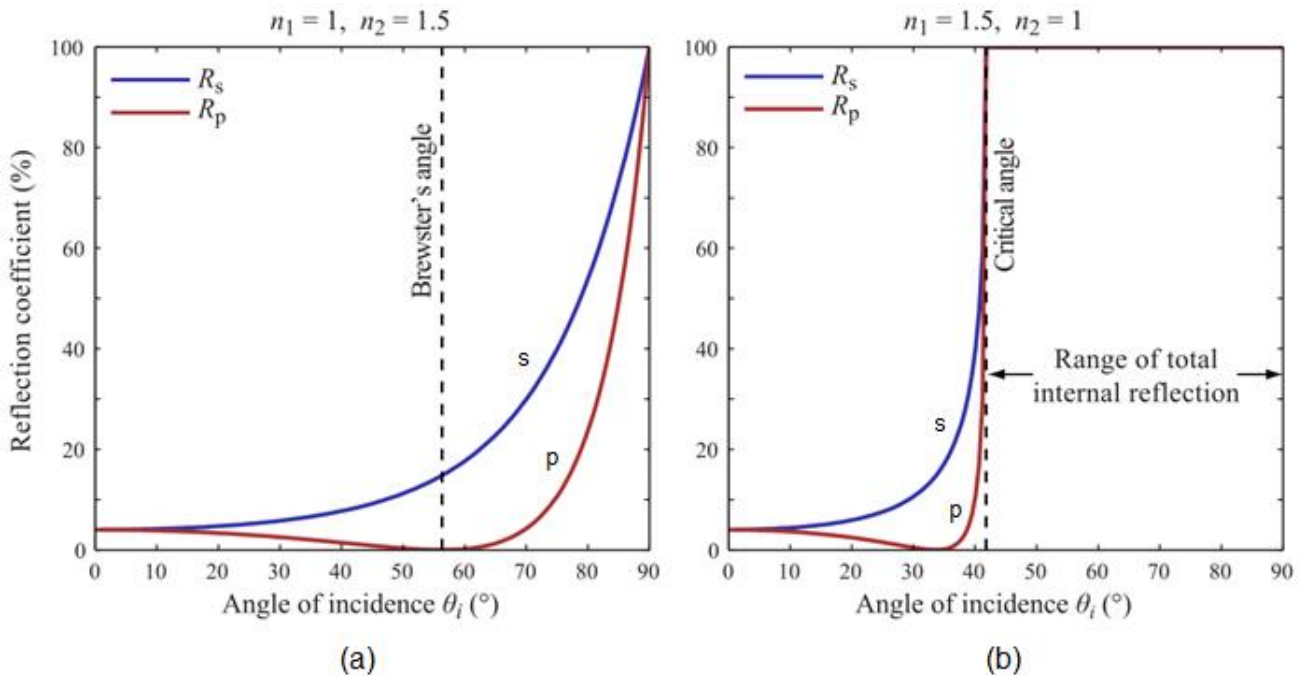 n₁ = 1, n₂ = 1.5
100
80
60
40
20
0
Reflection coefficient (%)
Rₛ
Rₚ
Brewster's angle
s
p
0 10 20 30 40 50 60 70 80 90
Angle of incidence θᵢ (°)
(a)
n₁ = 1.5, n₂ = 1
100
80
60
40
20
0
Rₛ
Rₚ
Critical angle
Range of total
internal reflection
s
p
0 10 20 30 40 50 60 70 80 90
Angle of incidence θᵢ (°)
(b)